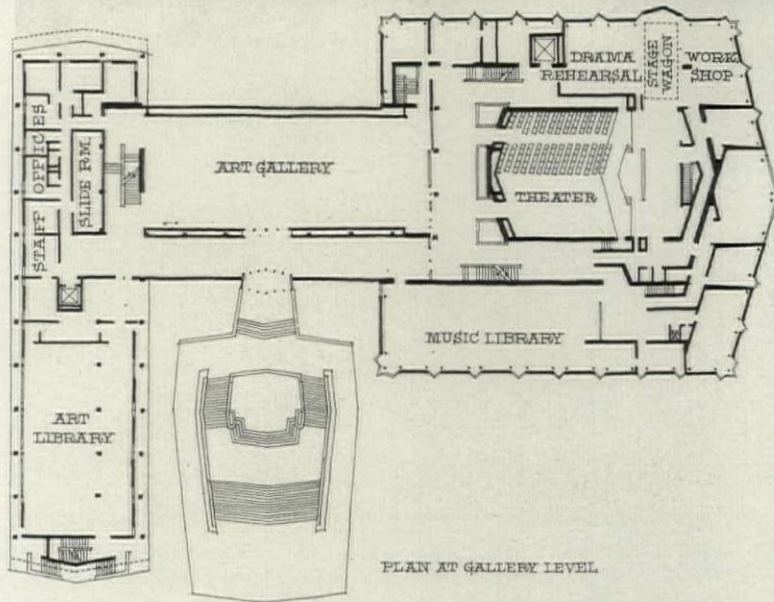 DRAMA
REHEARSAL
STAGE
WAGON
WORK
SHOP
STAFF OFFICES
SLIDE RM.
ART GALLERY
THEATER
MUSIC LIBRARY
ART
LIBRARY
PLAN AT GALLERY LEVEL